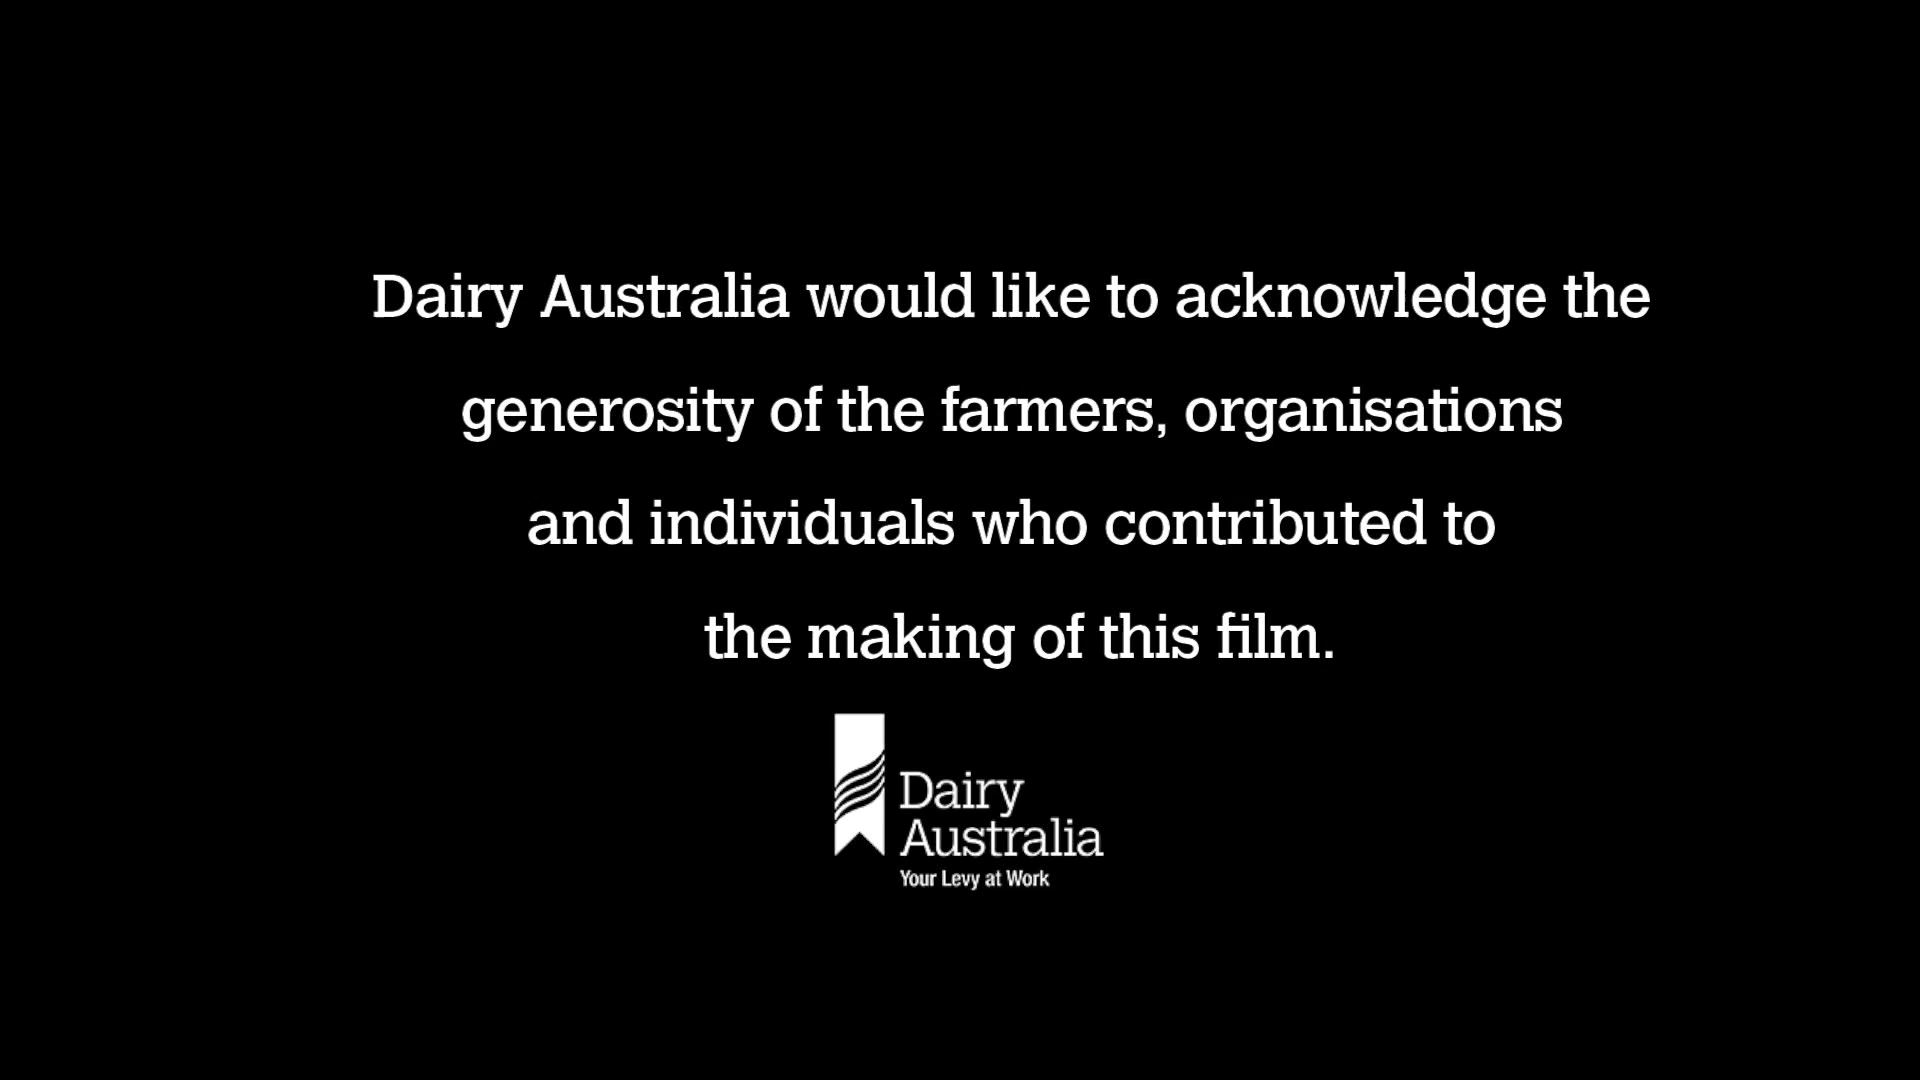 Dairy Australia would like to acknowledge the
generosity of the farmers, organisations
and individuals who contributed to
the making of this film.
Dairy
Australia
Your Levy at Work